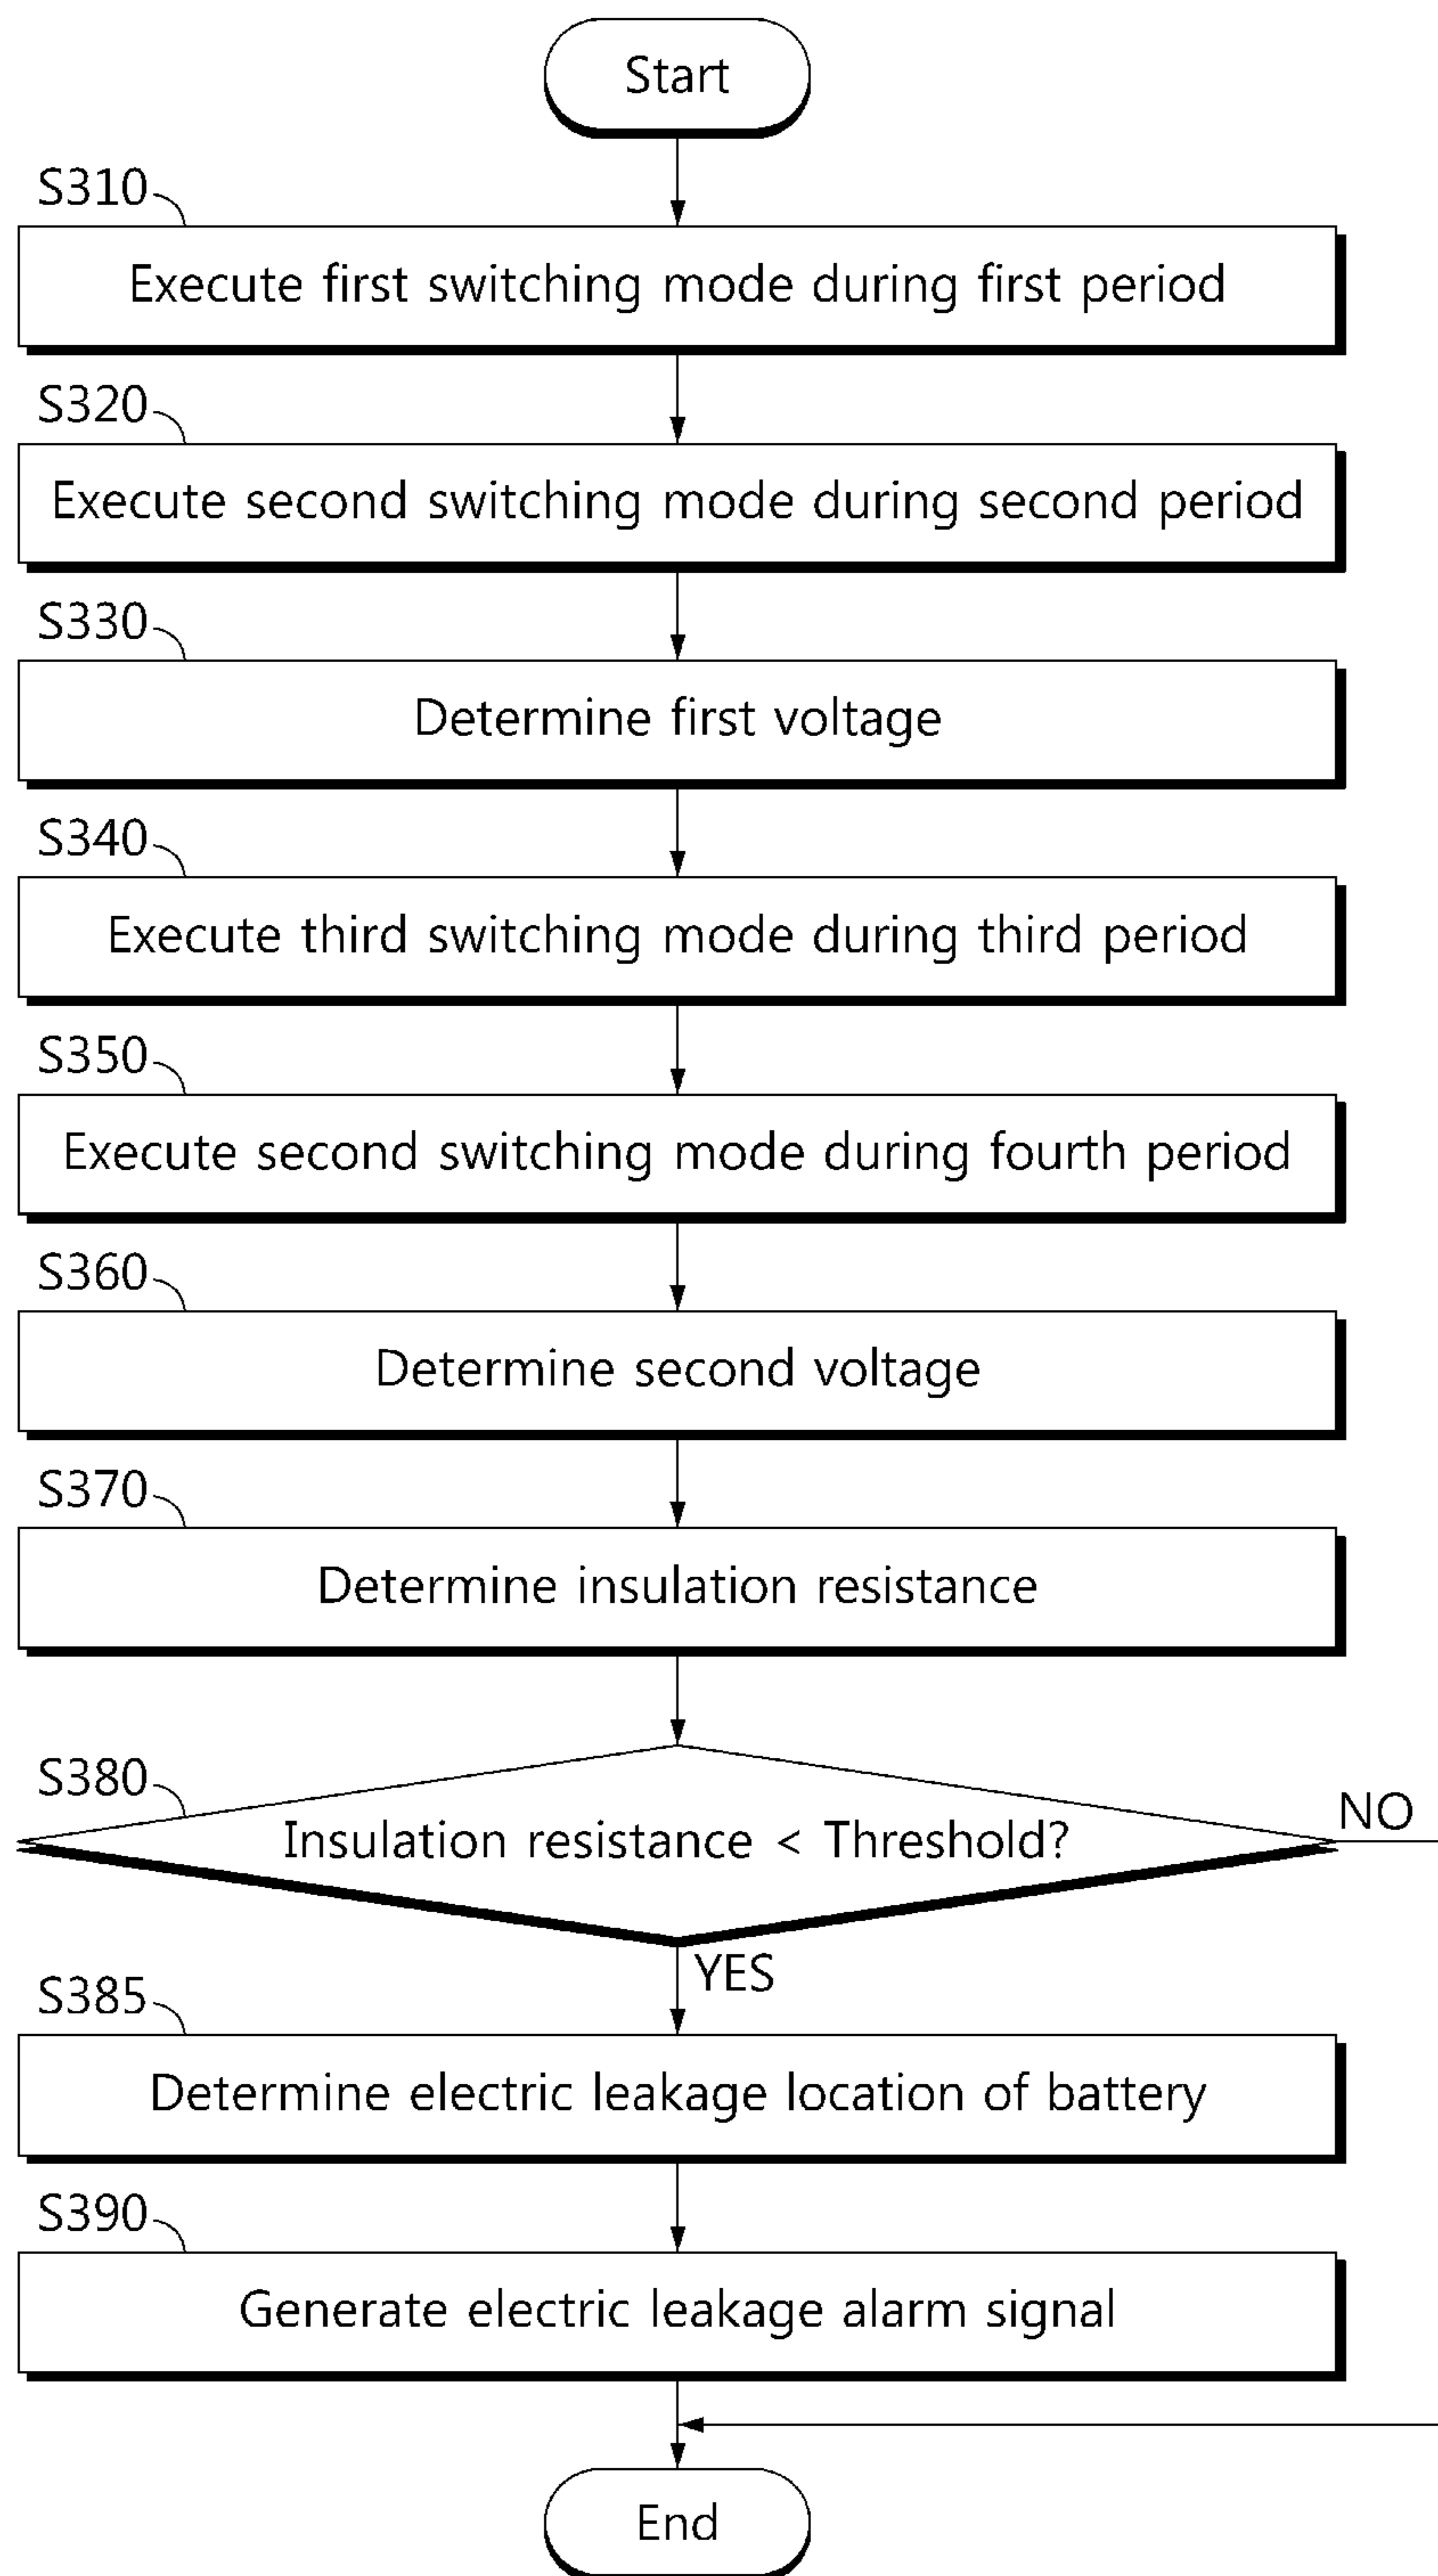 Start
S310
Execute first switching mode during first period
S320
Execute second switching mode during second period
S330
Determine first voltage
S340
Execute third switching mode during third period
S350
Execute second switching mode during fourth period
S360
Determine second voltage
S370
Determine insulation resistance
S380
Insulation resistance < Threshold?
NO
YES
S385
Determine electric leakage location of battery
S390
Generate electric leakage alarm signal
End